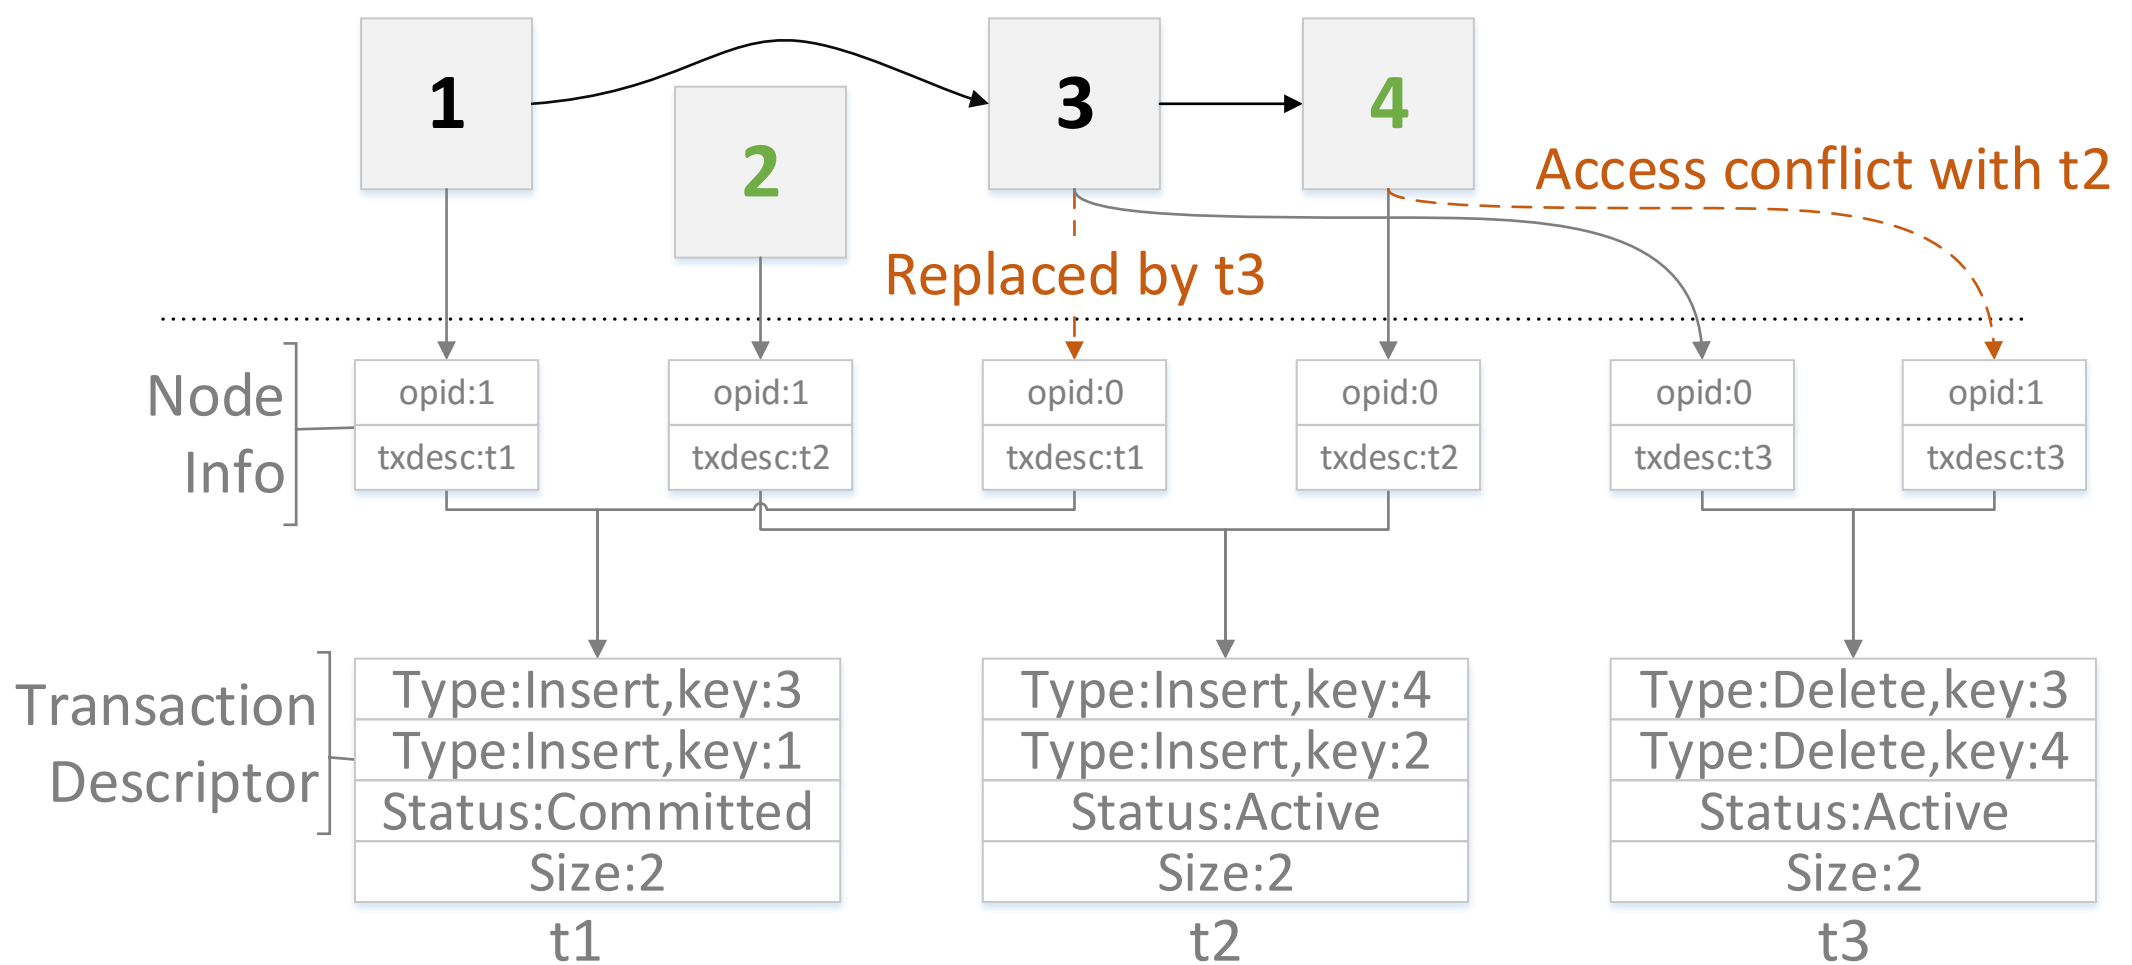 1
3
4
2
Access conflict with t2
Replaced by t3
Node
Info
opid:1
txdesc:t1
opid:1
txdesc:t2
opid:0
txdesc:t1
opid:0
txdesc:t2
opid:0
txdesc:t3
opid:1
txdesc:t3
Transaction
Descriptor
Type:Insert,key:3
Type:Insert,key:1
Status:Committed
Size:2
t1
Type:Insert,key:4
Type:Insert,key:2
Status:Active
Size:2
t2
Type:Delete,key:3
Type:Delete,key:4
Status:Active
Size:2
t3